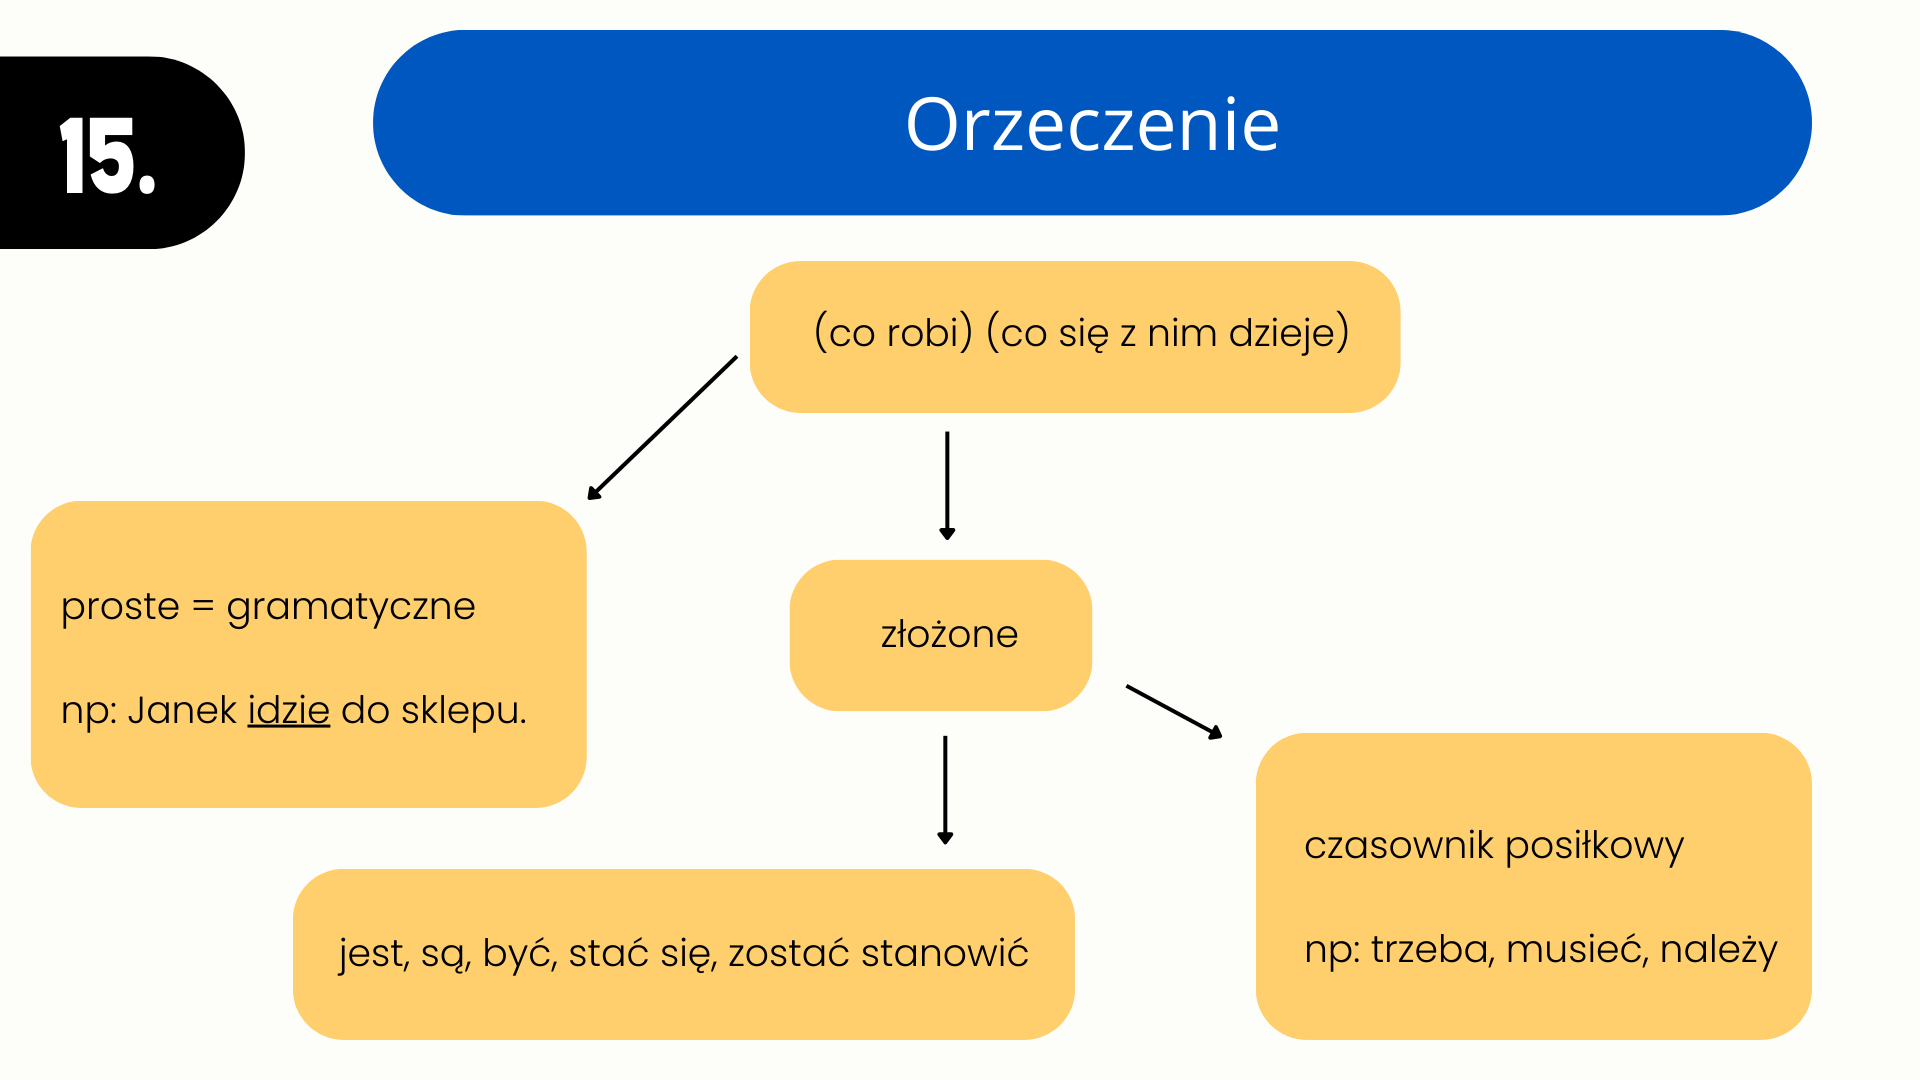 15.
Orzeczenie
(co robi) (co się z nim dzieje)
proste = gramatyczne
np: Janek idzie do sklepu.
złożone
jest, są, być, stać się, zostać stanowić
czasownik posiłkowy
np: trzeba, musieć, należy